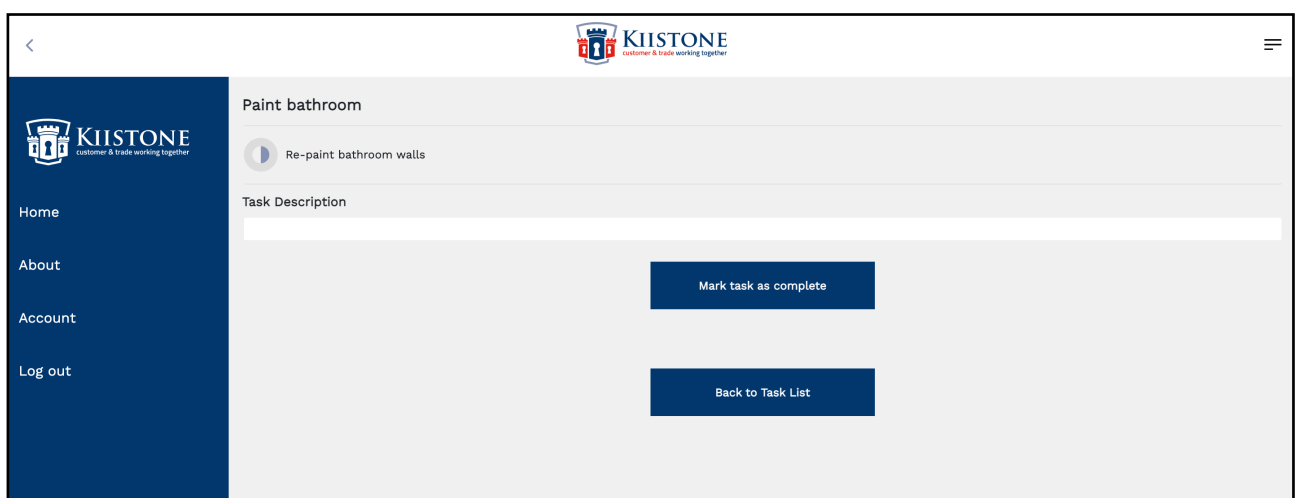 KIISTONE
customer & trade working together
KIISTONE
customer & trade working together
Home
About
Account
Log out
Paint bathroom
Re-paint bathroom walls
Task Description
Mark task as complete
Back to Task List